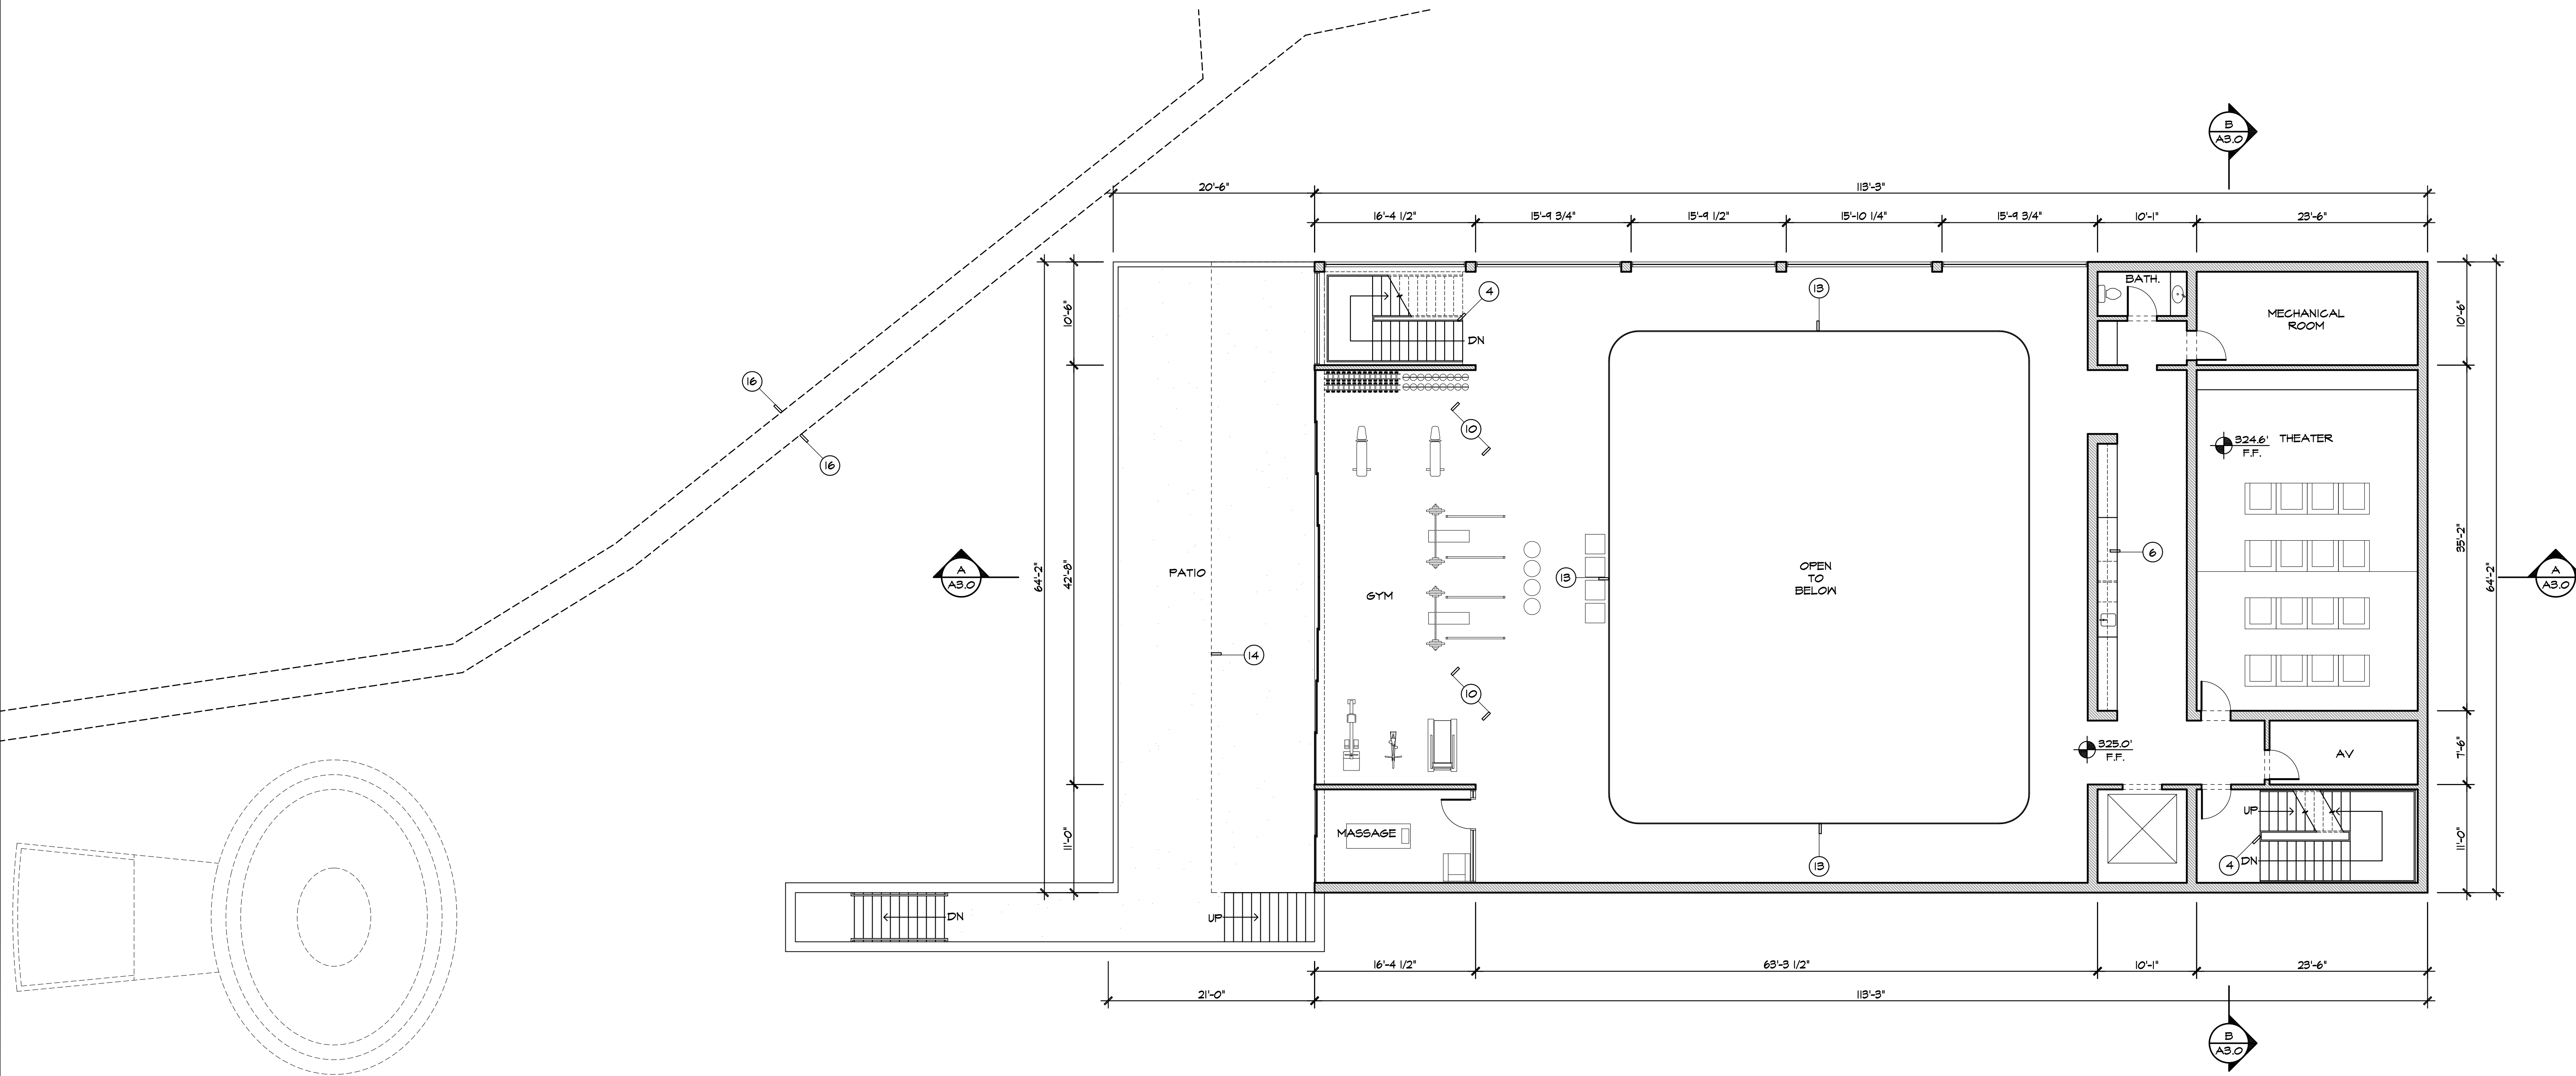 B
A3.0
20'-6"
113'-3"
16'-4 1/2"
15'-9 3/4"
15'-9 1/2"
15'-10 1/4"
15'-9 3/4"
10'-1"
23'-6"
BATH.
4
13
MECHANICAL
ROOM
DN
10'-6"
10'-6"
16
16
10
324.6'
F.F.
THEATER
64'-2"
42'-8"
35'-2"
64'-2"
A
A3.0
PATIO
GYM
13
OPEN
TO
BELOW
6
A
A3.0
14
10
325.0'
F.F.
AV
7'-6"
11'-0"
MASSAGE
13
UP
4
DN
11'-0"
DN
UP
16'-4 1/2"
63'-3 1/2"
10'-1"
23'-6"
21'-0"
113'-3"
B
A3.0